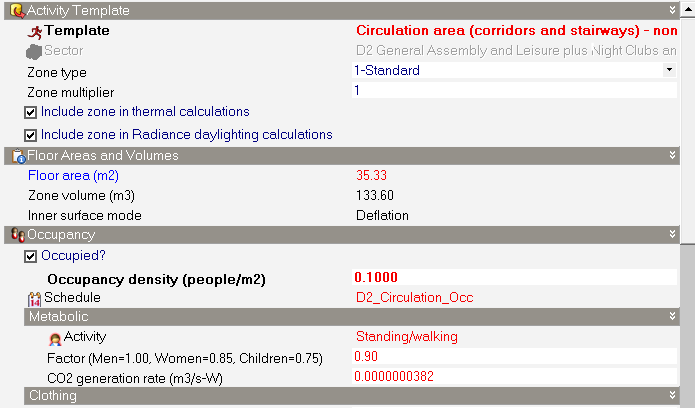 Activity Template
Template Circulation area (corridors and stairways) - non
Sector D2 General Assembly and Leisure plus Night Clubs an
Zone type 1-Standard
Zone multiplier 1
Include zone in thermal calculations
Include zone in Radiance daylighting calculations
Floor Areas and Volumes
Floor area (m2) 35.33
Zone volume (m3) 133.60
Inner surface mode Deflation
Occupancy
Occupied?
Occupancy density (people/m2) 0.1000
Schedule D2_Circulation_Occ
Metabolic
Activity Standing/walking
Factor (Men=1.00, Women=0.85, Children=0.75) 0.90
CO2 generation rate (m3/s-W) 0.0000000382
Clothing